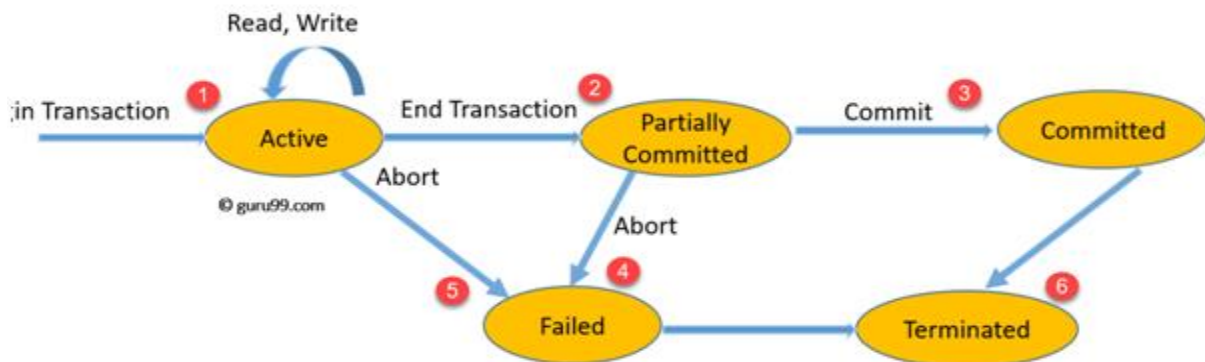 Read, Write
1
2
3
in Transaction
End Transaction
Commit
Active
Partially
Committed
Committed
Abort
© guru99.com
Abort
5
4
6
Failed
Terminated